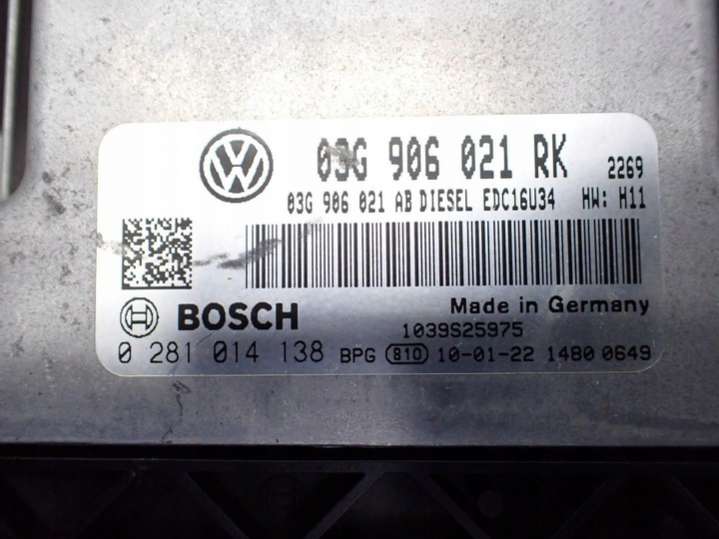 03G 906 021 RK 2269
03G 906 021 AB DIESEL EDC16U34 HW: H11
BOSCH Made in Germany
1039S25975
0 281 014 138 BPG 810 10-01-22 1480 0649